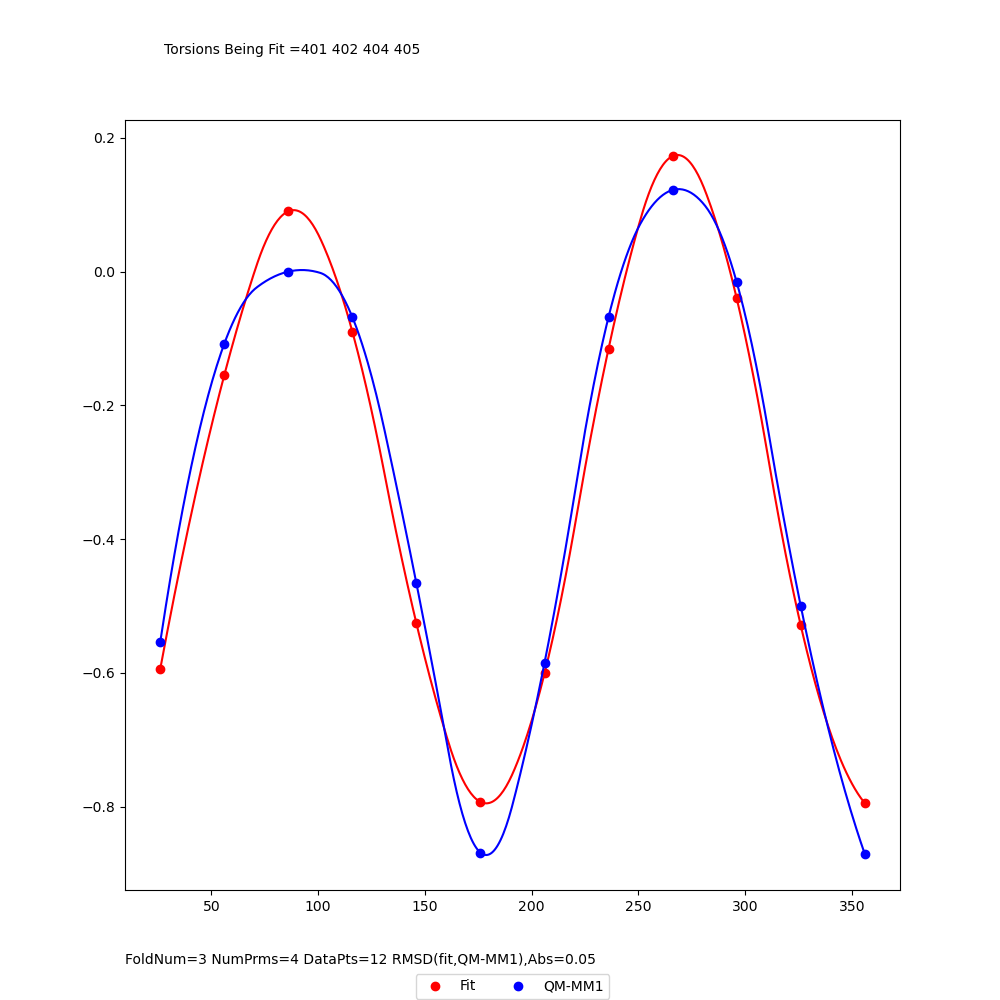 Torsions Being Fit =401 402 404 405
0.2
0.0
−0.2
−0.4
−0.6
−0.8
50 100 150 200 250 300 350
FoldNum=3 NumPrms=4 DataPts=12 RMSD(fit,QM-MM1),Abs=0.05
Fit QM-MM1